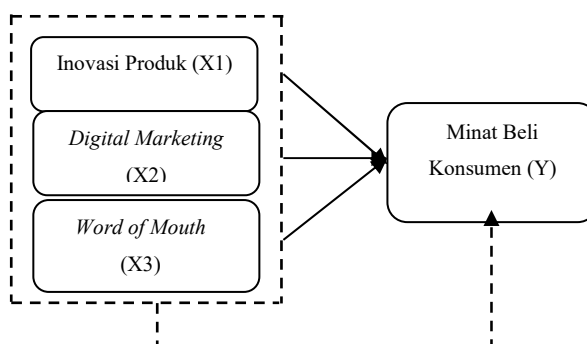 Inovasi Produk (X1)
Digital Marketing
(X2)
Word of Mouth
(X3)
Minat Beli
Konsumen (Y)